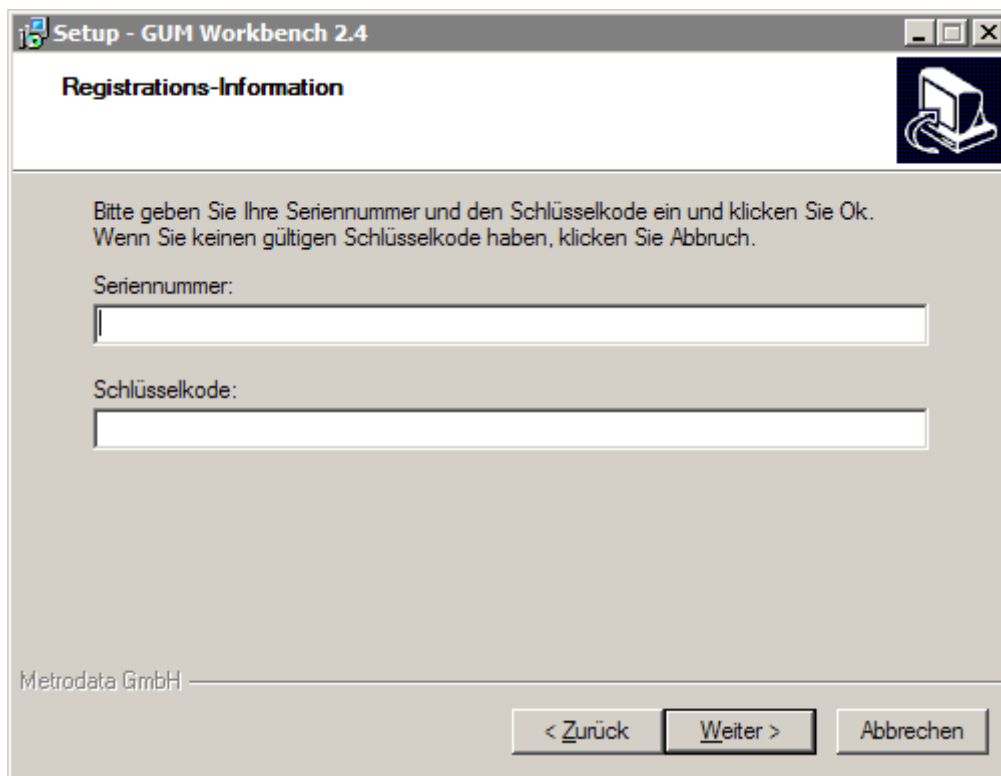 Setup - GUM Workbench 2.4
Registrations-Information
Bitte geben Sie Ihre Seriennummer und den Schlüsselkode ein und klicken Sie Ok.
Wenn Sie keinen gültigen Schlüsselkode haben, klicken Sie Abbruch.
Seriennummer:
Schlüsselkode:
Metrodata GmbH
< Zurück
Weiter >
Abbrechen